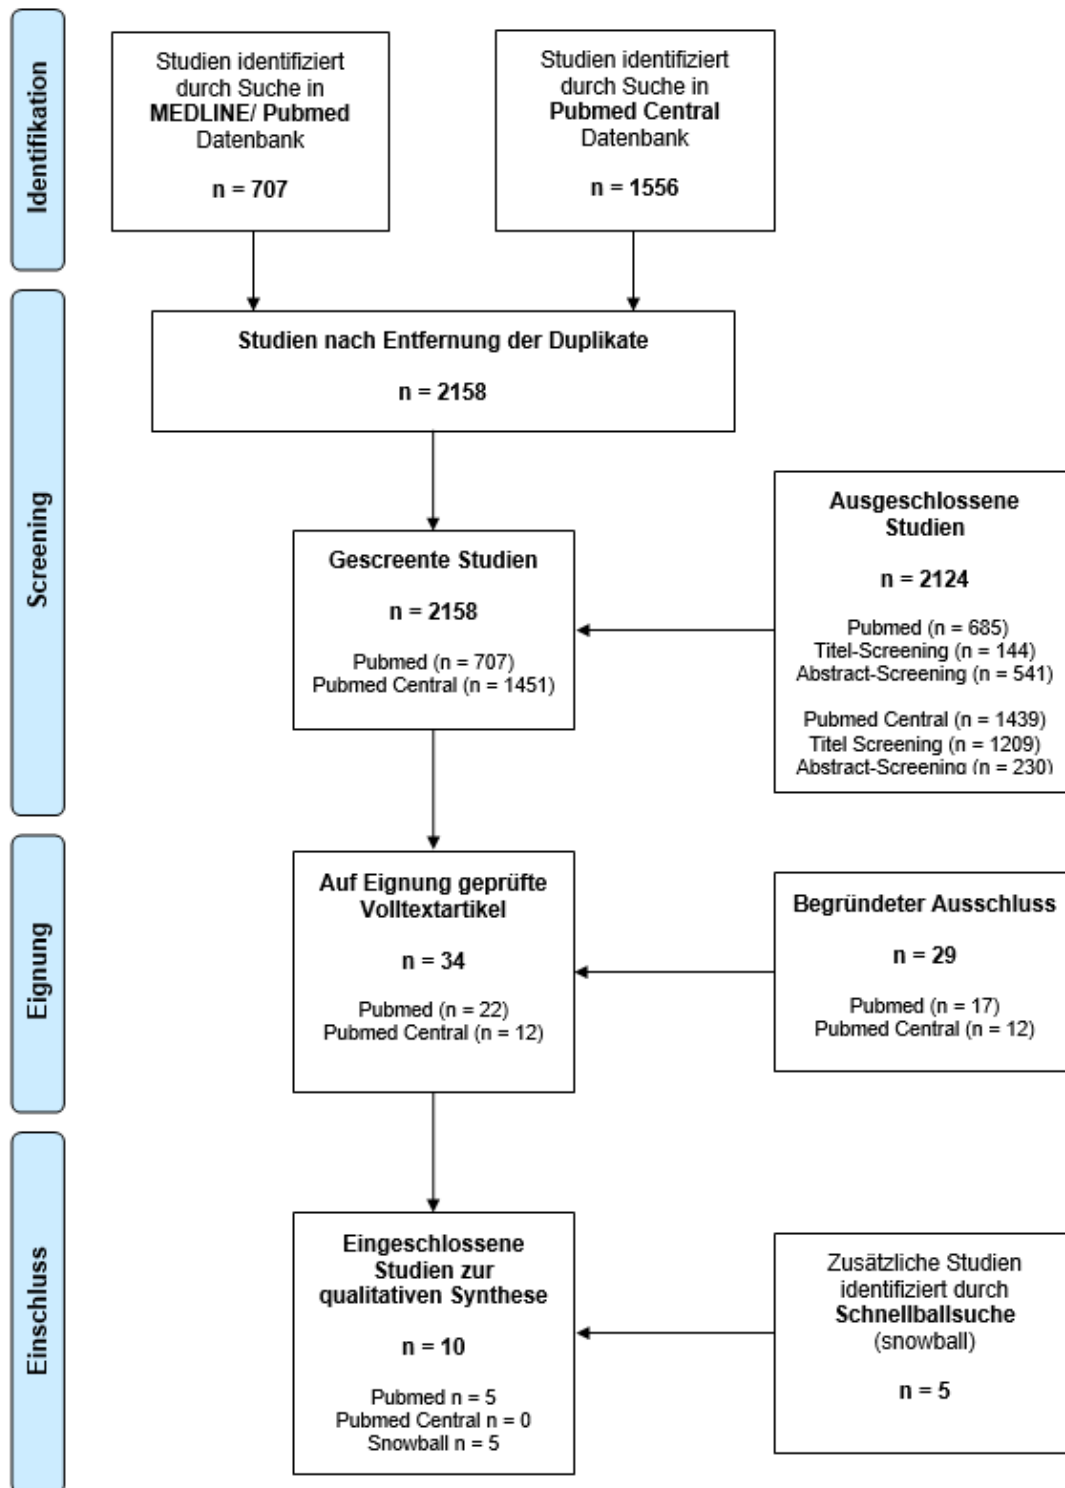 Identifikation
Studien identifiziert
durch Suche in
MEDLINE/ Pubmed
Datenbank
n = 707
Studien identifiziert
durch Suche in
Pubmed Central
Datenbank
n = 1556
Screening
Studien nach Entfernung der Duplikate
n = 2158
Gescreente Studien
n = 2158
Pubmed (n = 707)
Pubmed Central (n = 1451)
Ausgeschlossene
Studien
n = 2124
Pubmed (n = 685)
Titel-Screening (n = 144)
Abstract-Screening (n = 541)
Pubmed Central (n = 1439)
Titel Screening (n = 1209)
Abstract-Screening (n = 230)
Eignung
Auf Eignung geprüfte
Volltextartikel
n = 34
Pubmed (n = 22)
Pubmed Central (n = 12)
Begründeter Ausschluss
n = 29
Pubmed (n = 17)
Pubmed Central (n = 12)
Einschluss
Eingeschlossene
Studien zur
qualitativen Synthese
n = 10
Pubmed n = 5
Pubmed Central n = 0
Snowball n = 5
Zusätzliche Studien
identifiziert durch
Schnellballsuche
(snowball)
n = 5